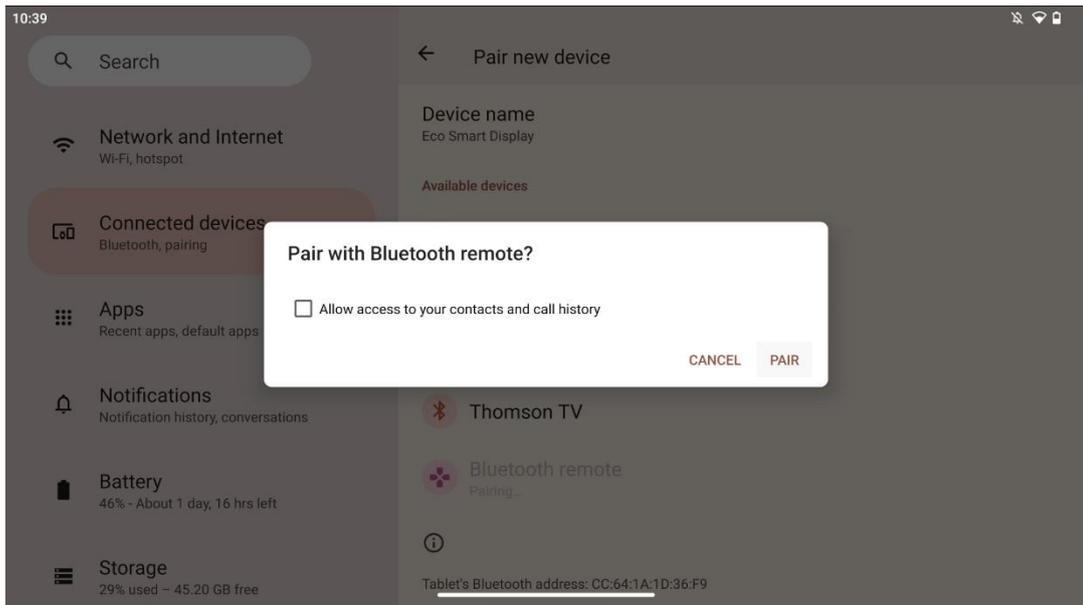 10:39
Search
Network and Internet
Wi-Fi, hotspot
Connected devices
Bluetooth, pairing
Apps
Recent apps, default apps
Notifications
Notification history, conversations
Battery
46% - About 1 day, 16 hrs left
Storage
29% used – 45.20 GB free
Pair new device
Device name
Eco Smart Display
Available devices
Pair with Bluetooth remote?
Allow access to your contacts and call history
CANCEL PAIR
Thomson TV
Bluetooth remote
Pairing...
Tablet's Bluetooth address: CC:64:1A:1D:36:F9